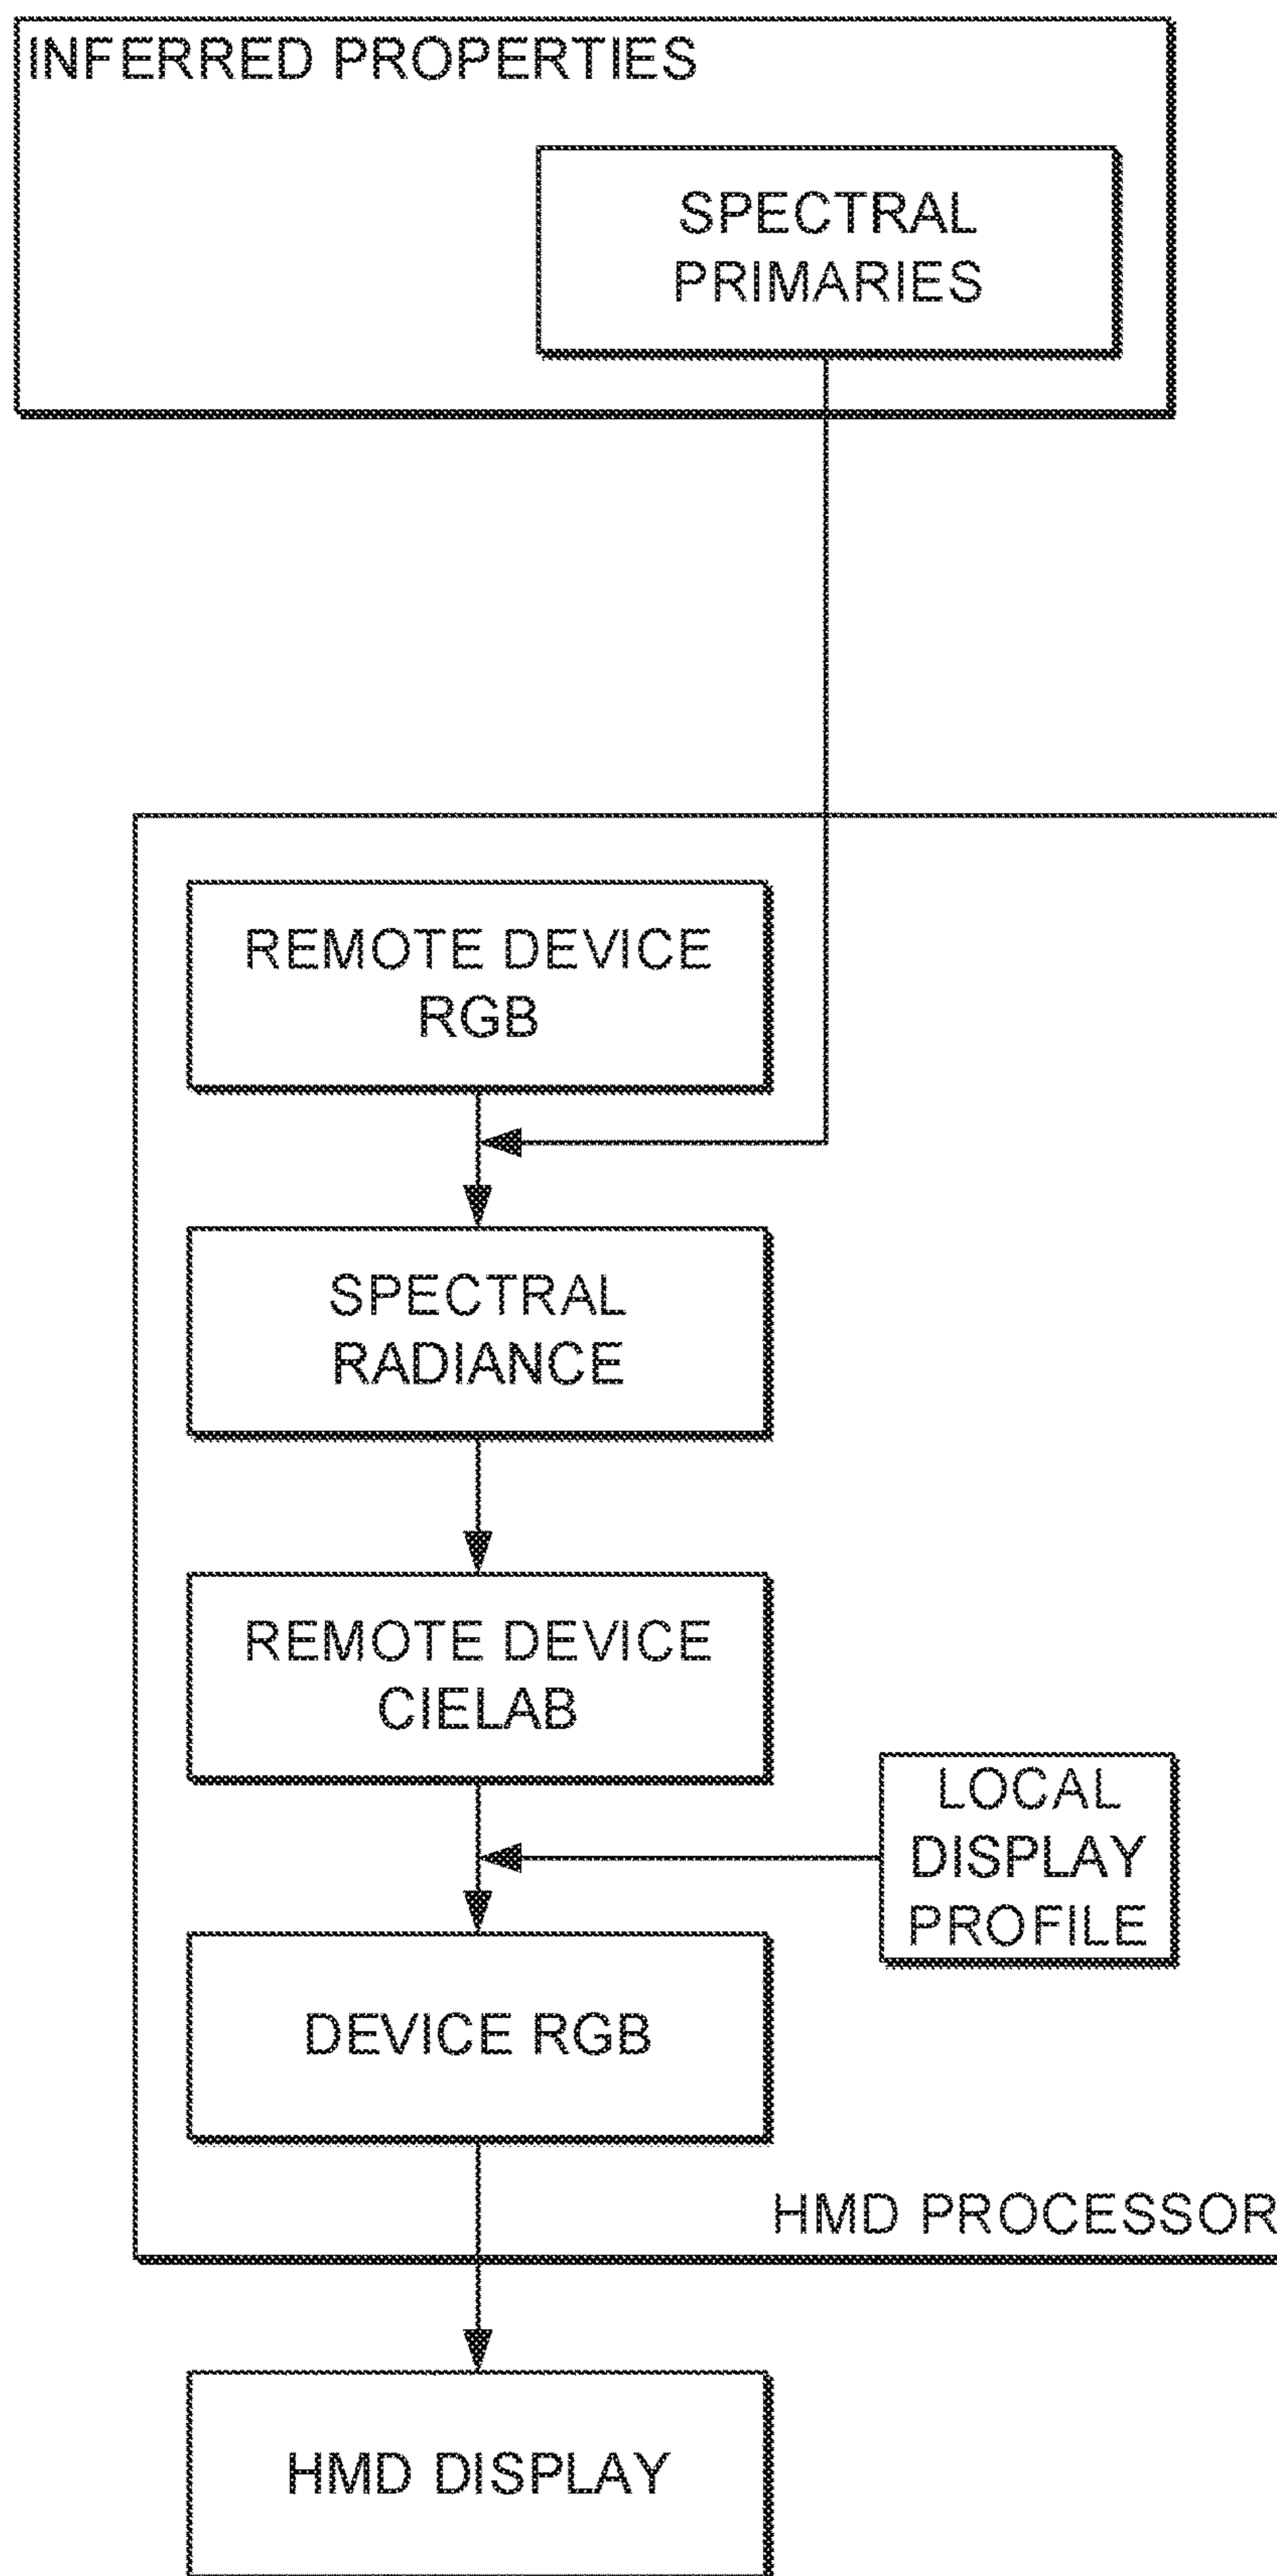 INFERRED PROPERTIES
SPECTRAL
PRIMARIES
REMOTE DEVICE
RGB
SPECTRAL
RADIANCE
REMOTE DEVICE
CIELAB
LOCAL
DISPLAY
PROFILE
DEVICE RGB
HMD PROCESSOR
HMD DISPLAY